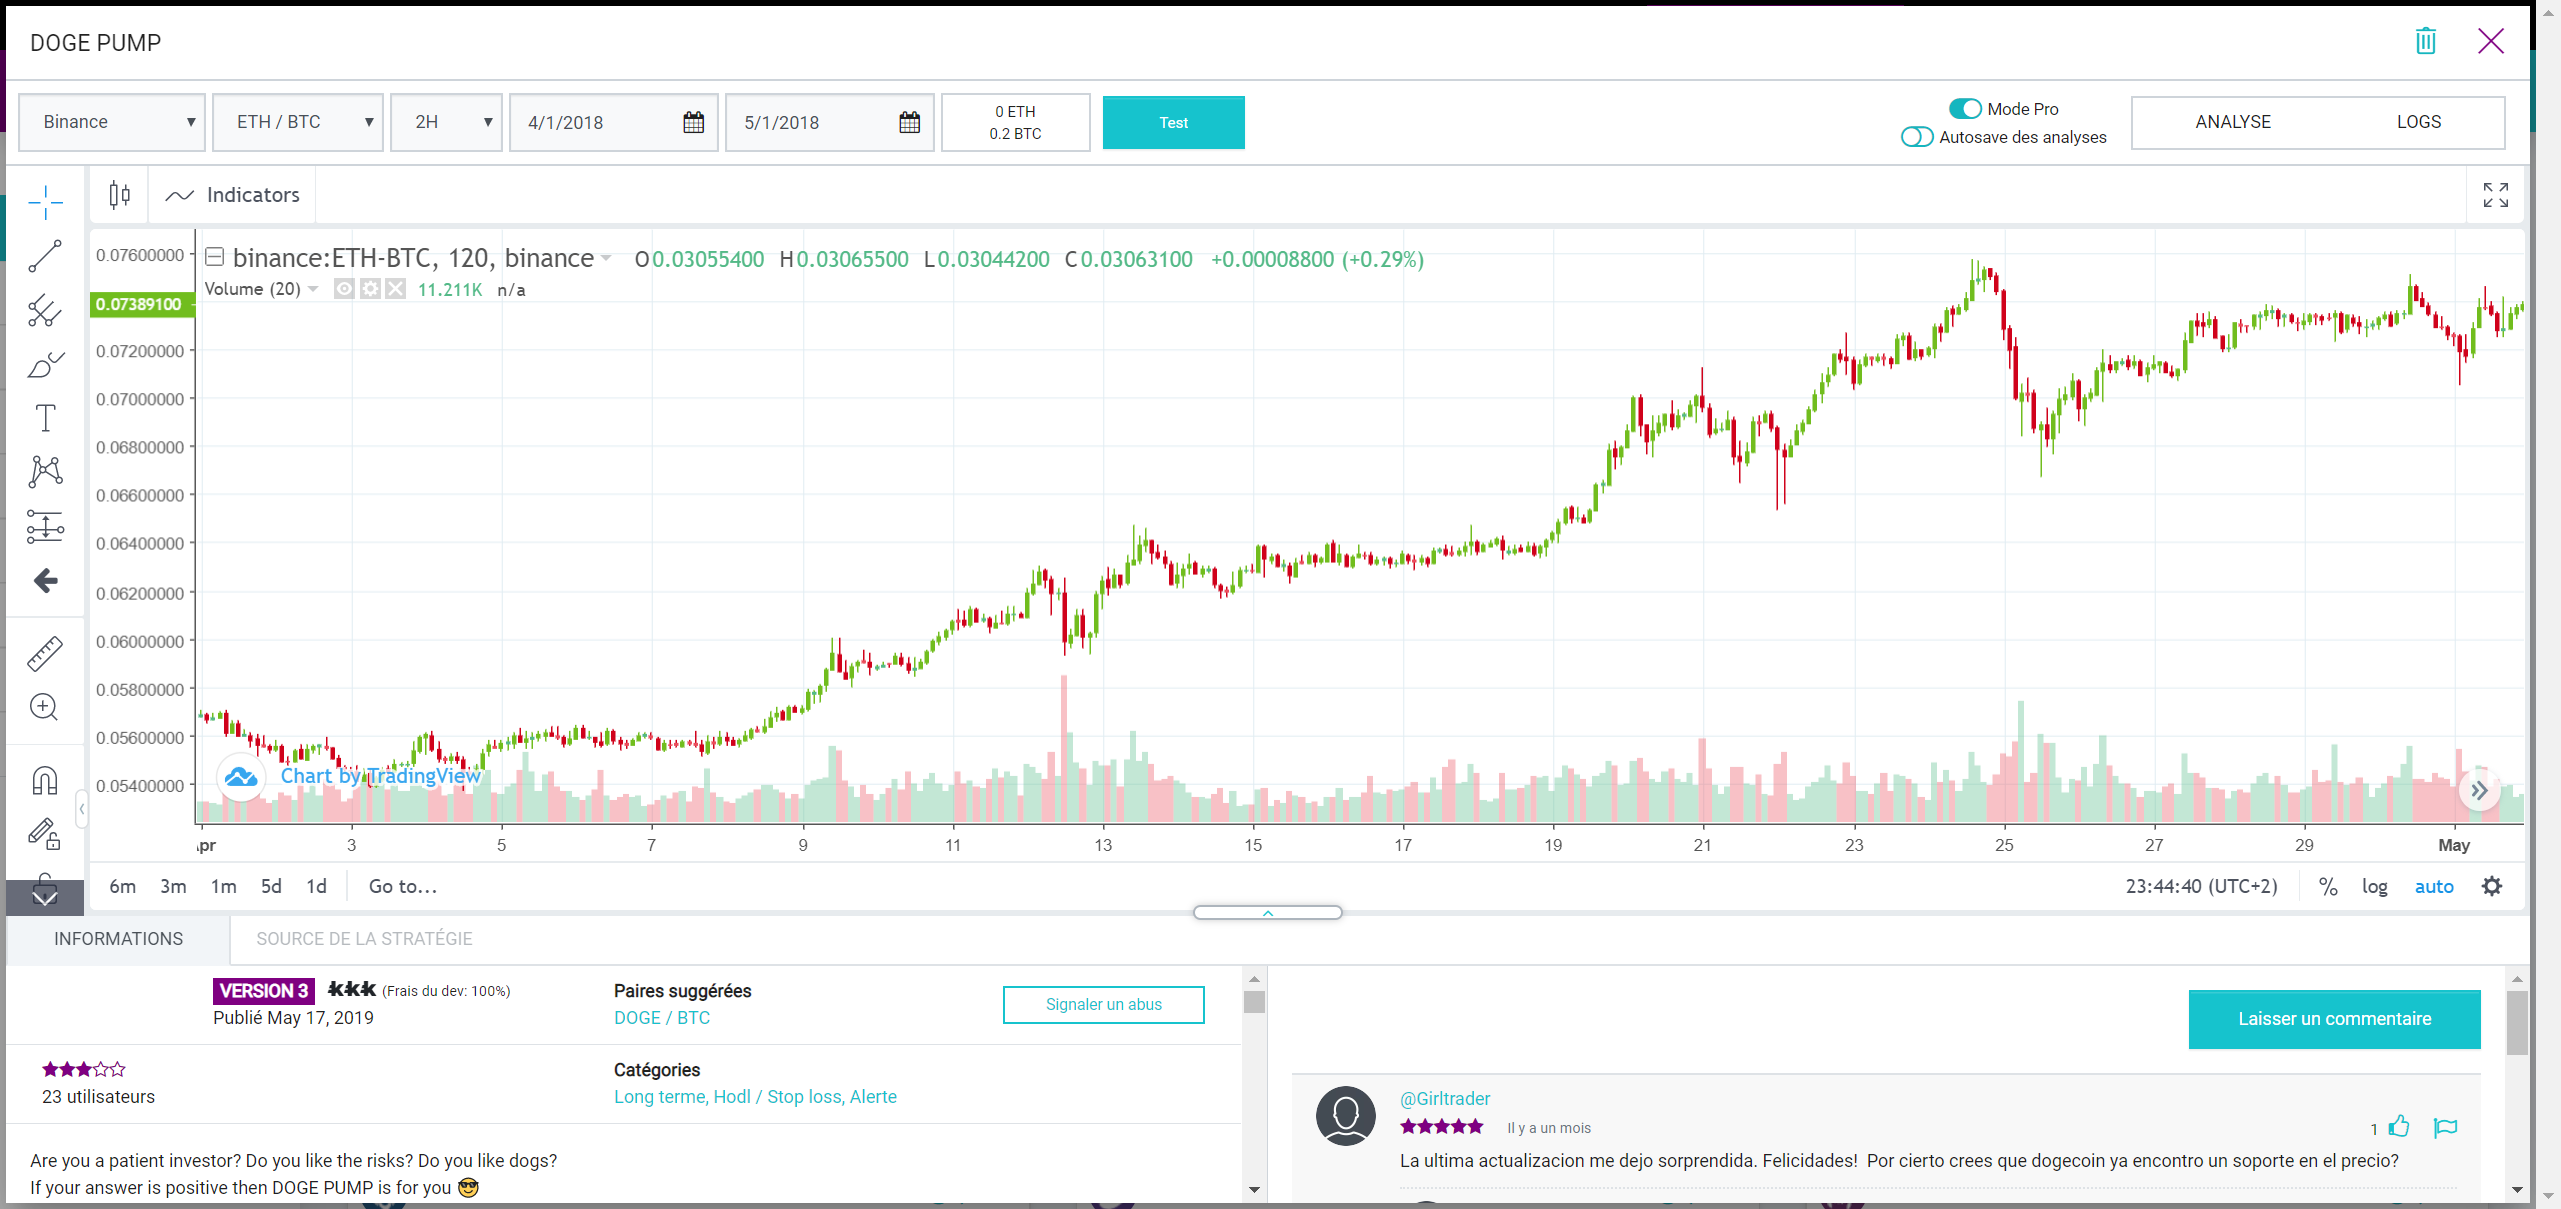 DOGE PUMP
Binance ▼ ETH / BTC ▼ 2H ▼ 4/1/2018 5/1/2018
0 ETH
0.2 BTC
Test
Mode Pro
Autosave des analyses
ANALYSE LOGS
Indicators
binance:ETH-BTC, 120, binance O0.03055400 H0.03065500 L0.03044200 C0.03063100 +0.00008800 (+0.29%)
Volume (20) 11.211K n/a
0.07600000
0.07389100
0.07200000
0.07000000
0.06800000
0.06600000
0.06400000
0.06200000
0.06000000
0.05800000
0.05600000
0.05400000
Chart by TradingView
pr 3 5 7 9 11 13 15 17 19 21 23 25 27 29 May
6m 3m 1m 5d 1d Go to...
23:44:40 (UTC+2) % log auto
INFORMATIONS SOURCE DE LA STRATÉGIE
VERSION 3 (Frais du dev: 100%)
Publié May 17, 2019
Paires suggérées
DOGE / BTC
Signaler un abus
23 utilisateurs
Catégories
Long terme, Hodl / Stop loss, Alerte
Are you a patient investor? Do you like the risks? Do you like dogs?
If your answer is positive then DOGE PUMP is for you 😎
Laisser un commentaire
@Girltrader
Il y a un mois
1
La ultima actualizacion me dejo sorprendida. Felicidades!  Por cierto crees que dogecoin ya encontro un soporte en el precio?